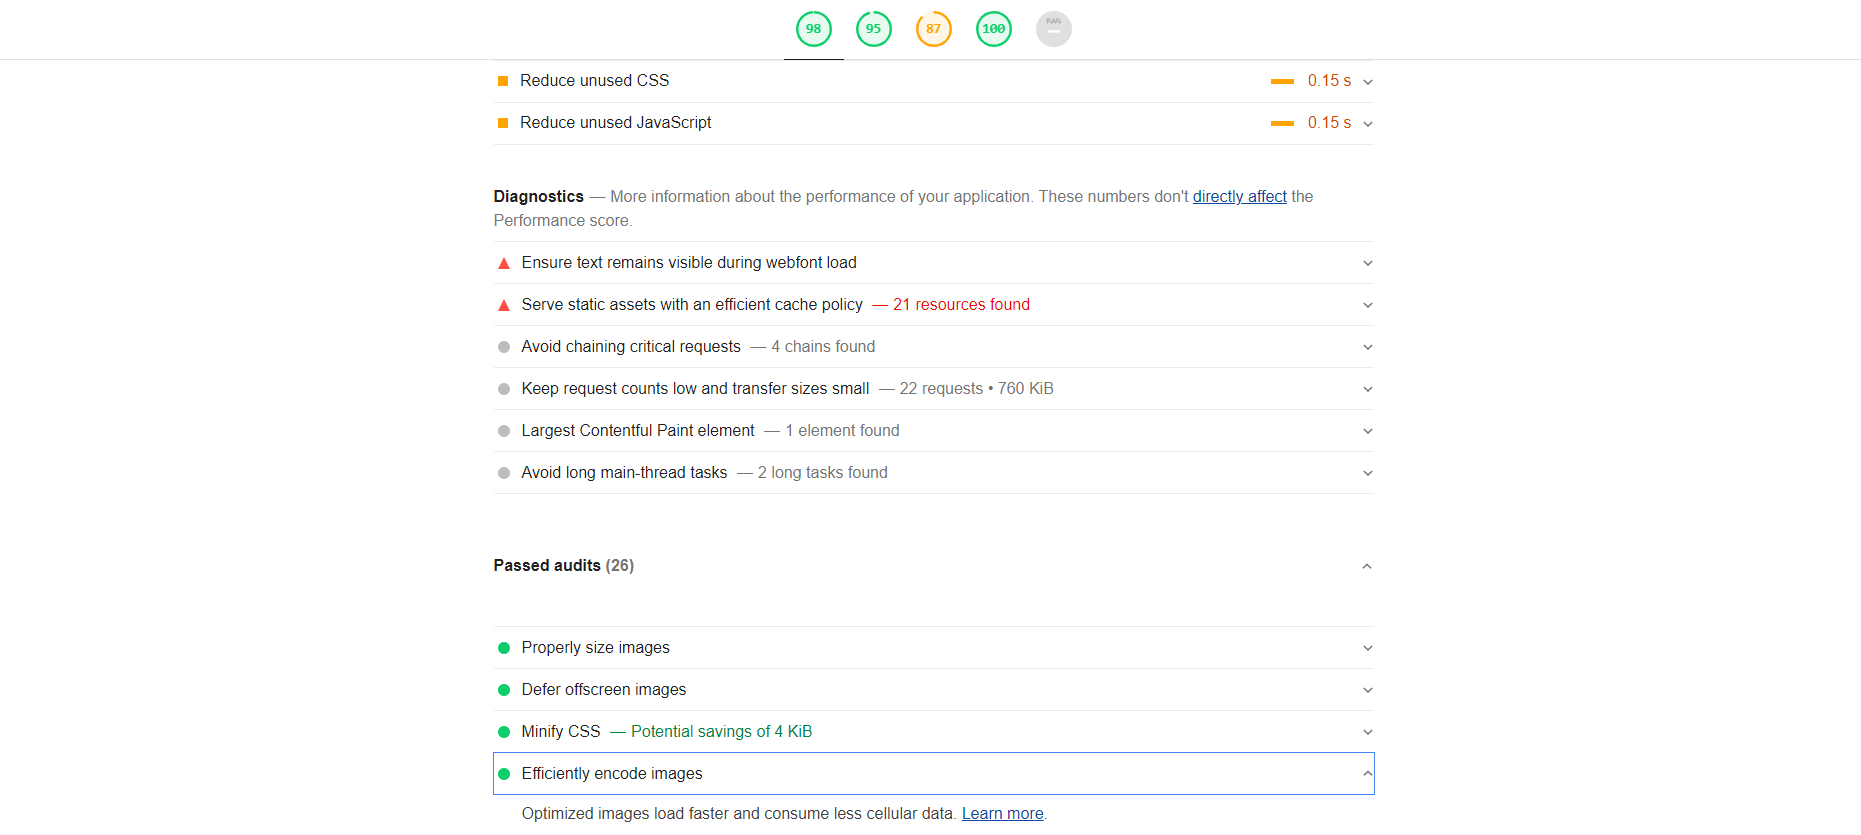 98 95 87 100 PWA
Reduce unused CSS 0.15 s
Reduce unused JavaScript 0.15 s
Diagnostics — More information about the performance of your application. These numbers don't directly affect the
Performance score.
Ensure text remains visible during webfont load
Serve static assets with an efficient cache policy — 21 resources found
Avoid chaining critical requests — 4 chains found
Keep request counts low and transfer sizes small — 22 requests • 760 KiB
Largest Contentful Paint element — 1 element found
Avoid long main-thread tasks — 2 long tasks found
Passed audits (26)
Properly size images
Defer offscreen images
Minify CSS — Potential savings of 4 KiB
Efficiently encode images
Optimized images load faster and consume less cellular data. Learn more.